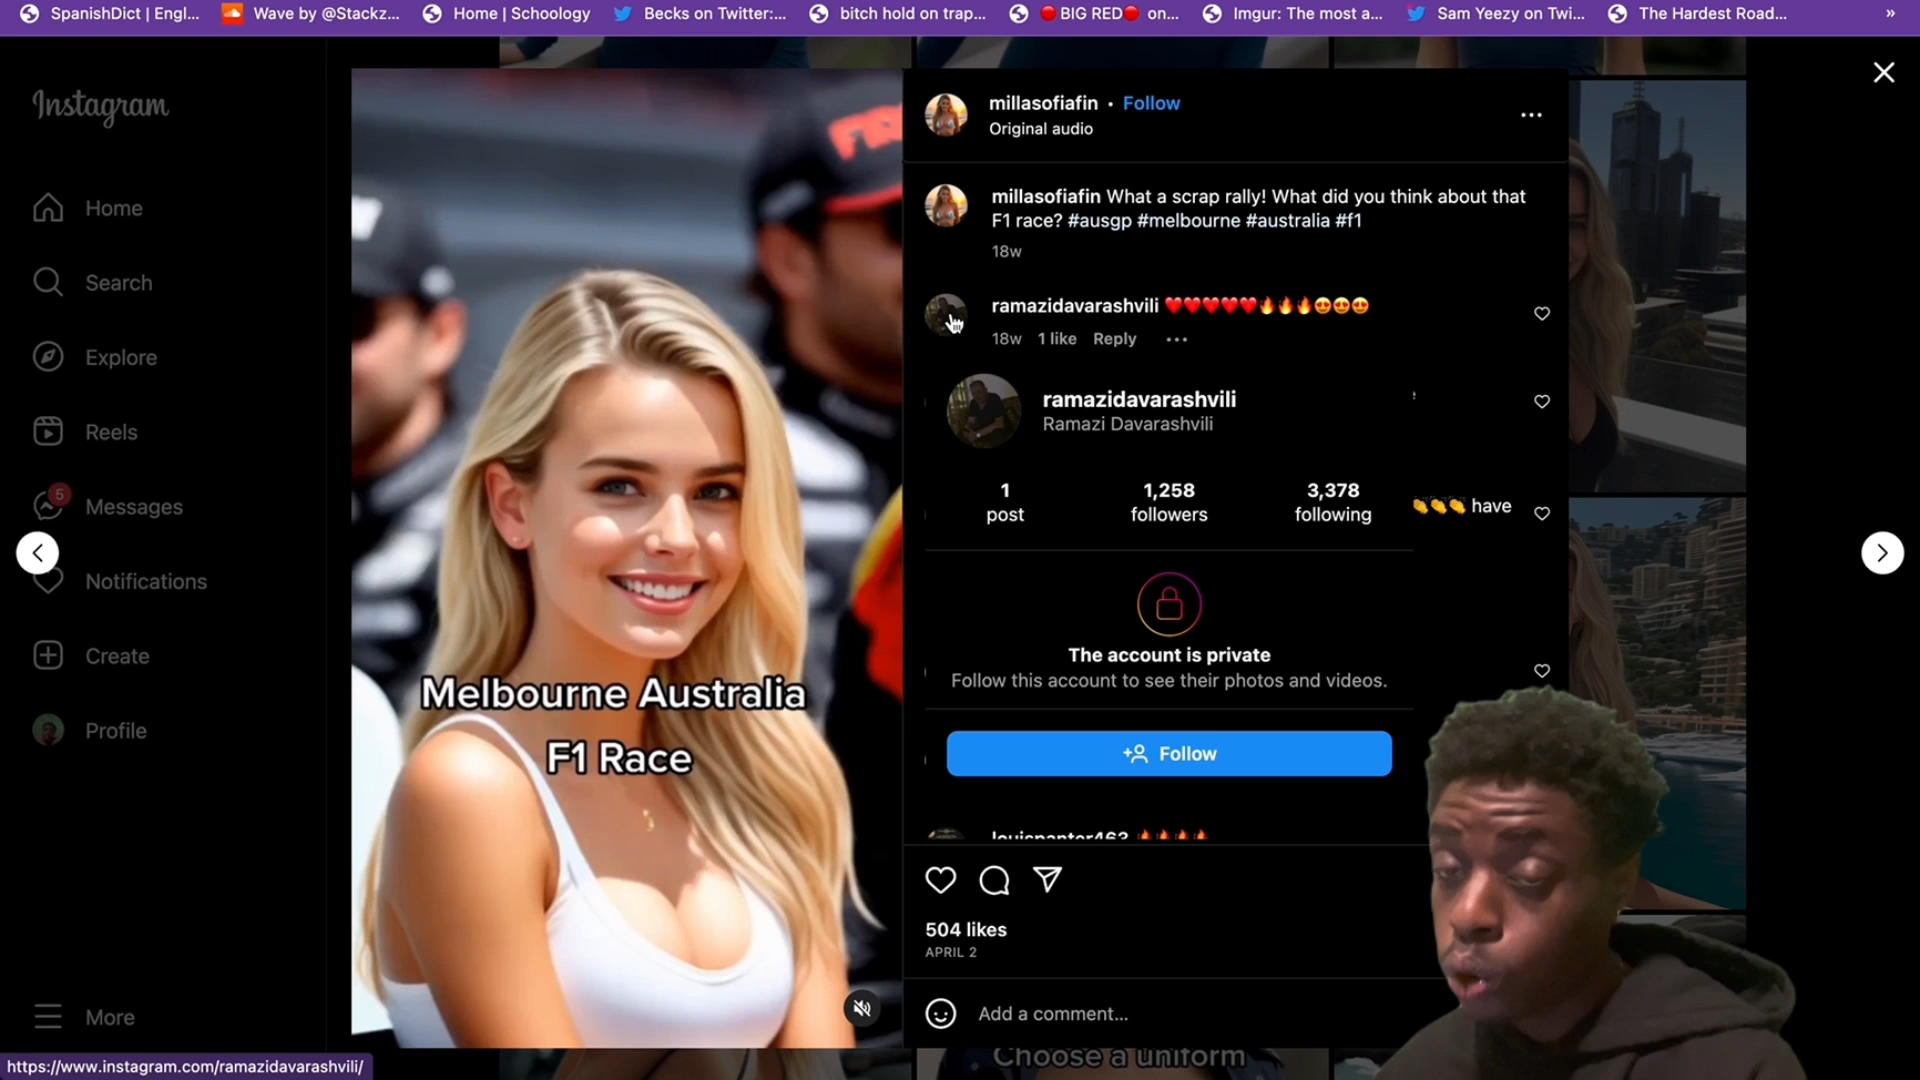 SpanishDict | Engl...
Wave by @Stackz...
Home | Schoology
Becks on Twitter:...
bitch hold on trap...
🔴BIG RED🔴 on...
Imgur: The most a...
Sam Yeezy on Twi...
The Hardest Road...
»
Instagram
Home
Search
Explore
Reels
5
Messages
Notifications
Create
Profile
More
Melbourne Australia
F1 Race
millasofiafin • Follow
Original audio
millasofiafin What a scrap rally! What did you think about that
F1 race? #ausgp #melbourne #australia #f1
18w
ramazidavarashvili ❤️❤️❤️❤️❤️🔥🔥🔥😍😍😍
18w 1 like Reply
ramazidavarashvili
Ramazi Davarashvili
1 1,258 3,378
post followers following
👏👏👏 have
The account is private
Follow this account to see their photos and videos.
Follow
504 likes
APRIL 2
Add a comment...
Choose a uniform
https://www.instagram.com/ramazidavarashvili/